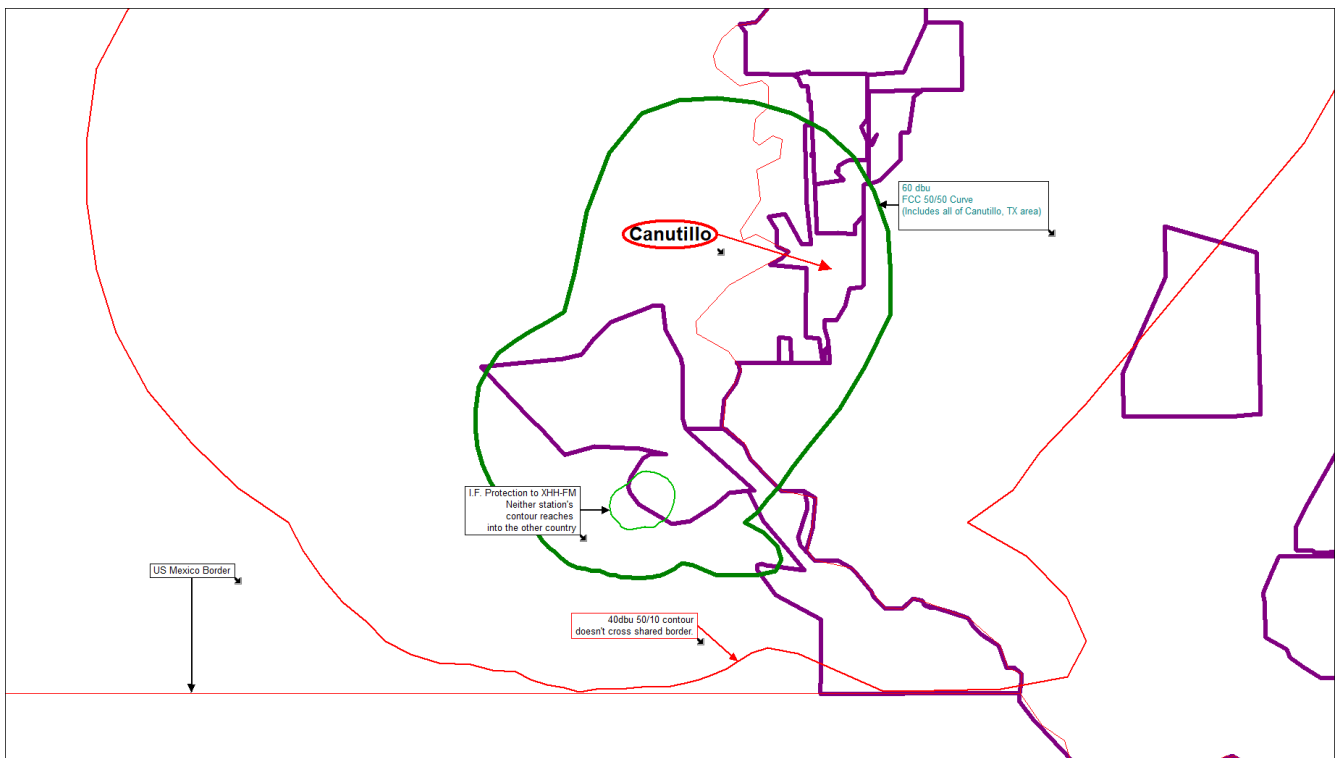 60 dbu
FCC 50/50 Curve
(Includes all of Canutillo, TX area)
Canutillo
I.F. Protection to XHH-FM
Neither station's
contour reaches
into the other country
US Mexico Border
40dbu 50/10 contour
doesn't cross shared border.